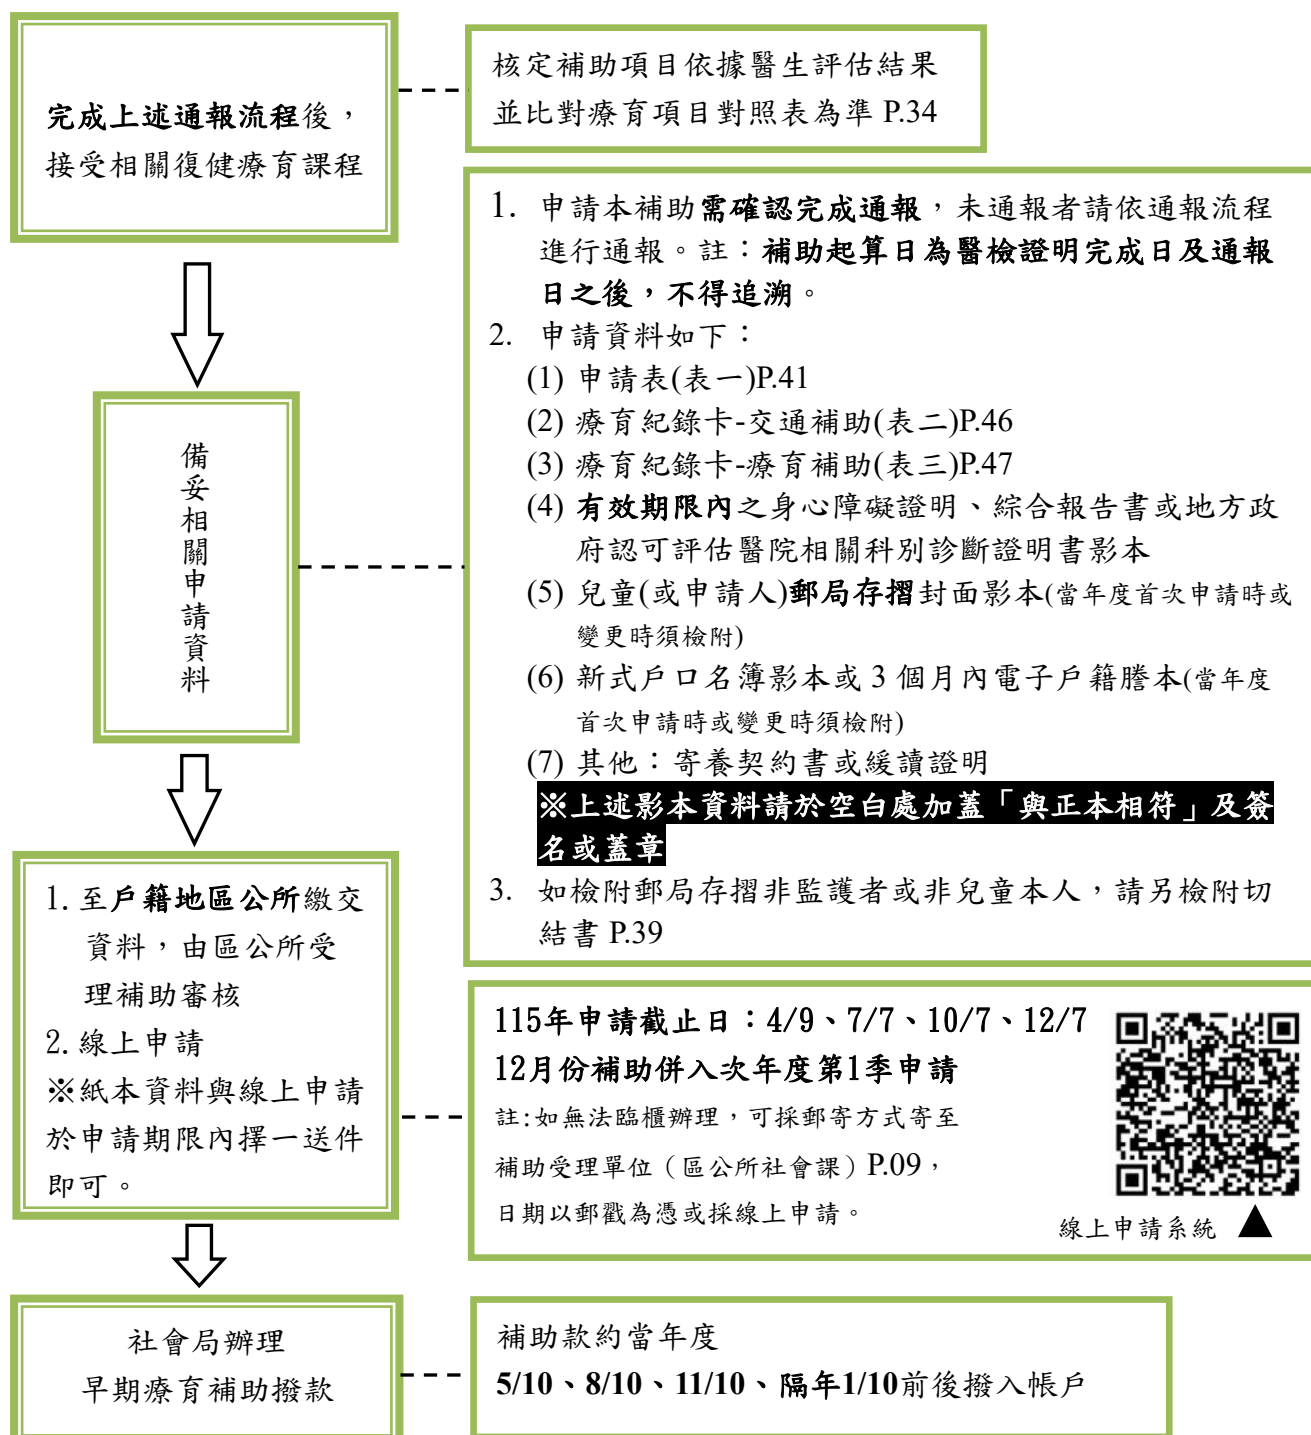 完成上述通報流程後，
接受相關復健療育課程
核定補助項目依據醫生評估結果
並比對療育項目對照表為準 P.34
備妥相關申請資料
1. 申請本補助需確認完成通報，未通報者請依通報流程
進行通報。註：補助起算日為醫檢證明完成日及通報
日之後，不得追溯。
2. 申請資料如下：
(1) 申請表(表一)P.41
(2) 療育紀錄卡-交通補助(表二)P.46
(3) 療育紀錄卡-療育補助(表三)P.47
(4) 有效期限內之身心障礙證明、綜合報告書或地方政
府認可評估醫院相關科別診斷證明書影本
(5) 兒童(或申請人)郵局存摺封面影本(當年度首次申請時或
變更時須檢附)
(6) 新式戶口名簿影本或 3 個月內電子戶籍謄本(當年度
首次申請時或變更時須檢附)
(7) 其他：寄養契約書或緩讀證明
※上述影本資料請於空白處加蓋「與正本相符」及簽
名或蓋章
3. 如檢附郵局存摺非監護者或非兒童本人，請另檢附切
結書 P.39
1. 至戶籍地區公所繳交
資料，由區公所受
理補助審核
2. 線上申請
※紙本資料與線上申請
於申請期限內擇一送件
即可。
115年申請截止日：4/9、7/7、10/7、12/7
12月份補助併入次年度第1季申請
註:如無法臨櫃辦理，可採郵寄方式寄至
補助受理單位（區公所社會課）P.09，
日期以郵戳為憑或採線上申請。
線上申請系統 ▲
社會局辦理
早期療育補助撥款
補助款約當年度
5/10、8/10、11/10、隔年1/10前後撥入帳戶